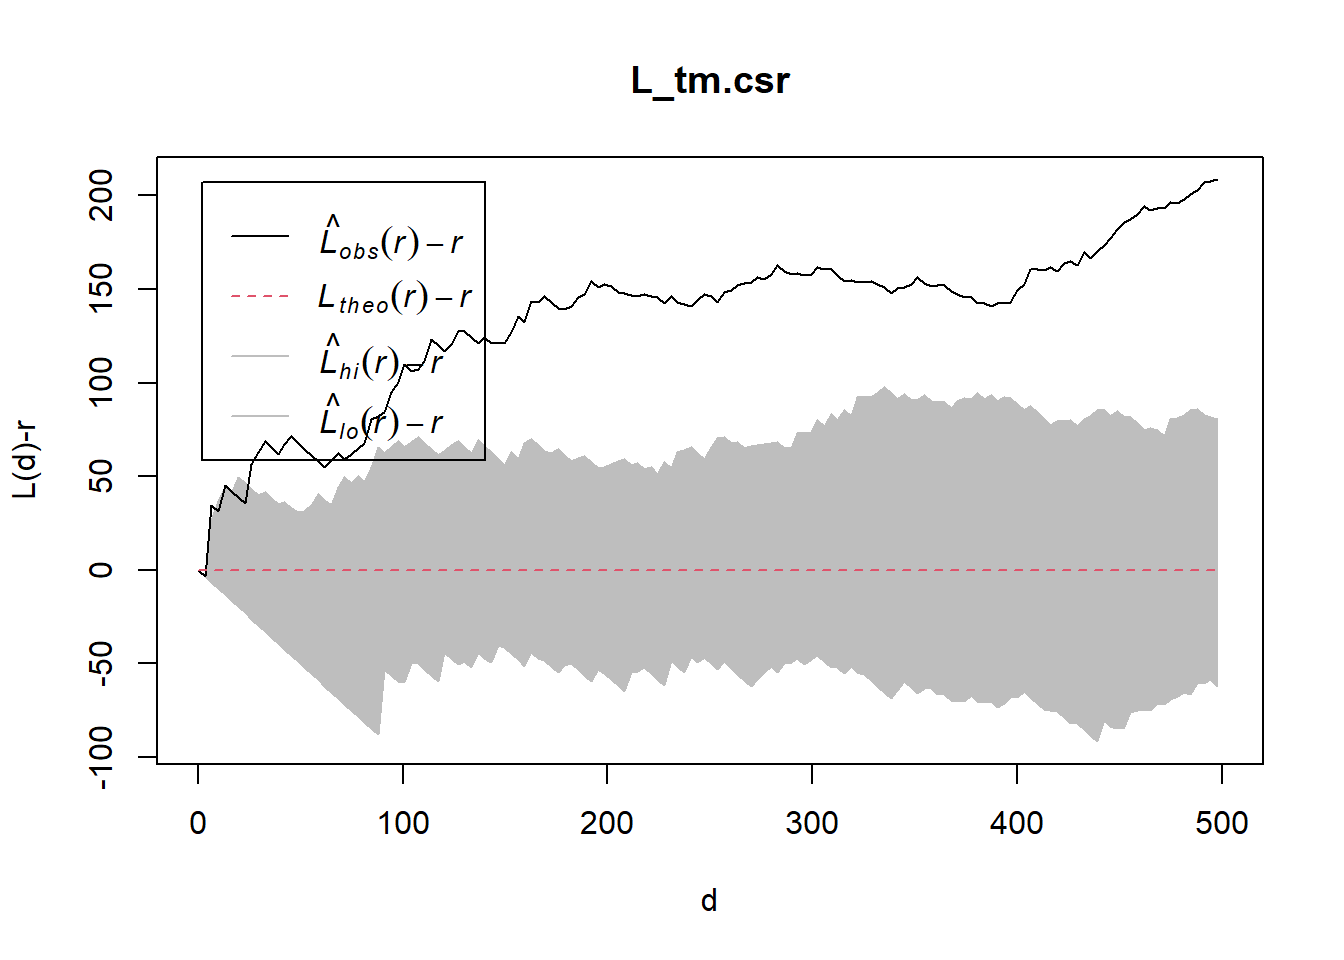 L_tm.csr
L̂obs(r) − r
Ltheo(r) − r
L̂hi(r) − r
L̂lo(r) − r
L(d)-r
200
150
100
50
0
-50
-100
0 100 200 300 400 500
d